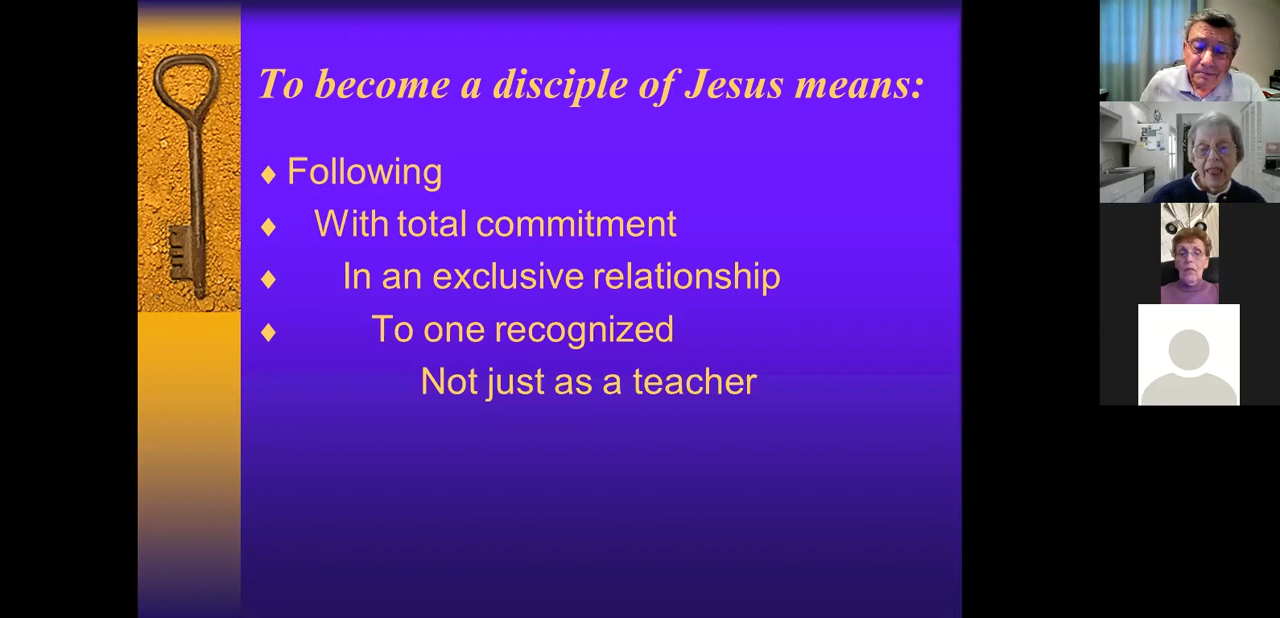 To become a disciple of Jesus means:
♦ Following
♦ With total commitment
♦ In an exclusive relationship
♦ To one recognized
Not just as a teacher